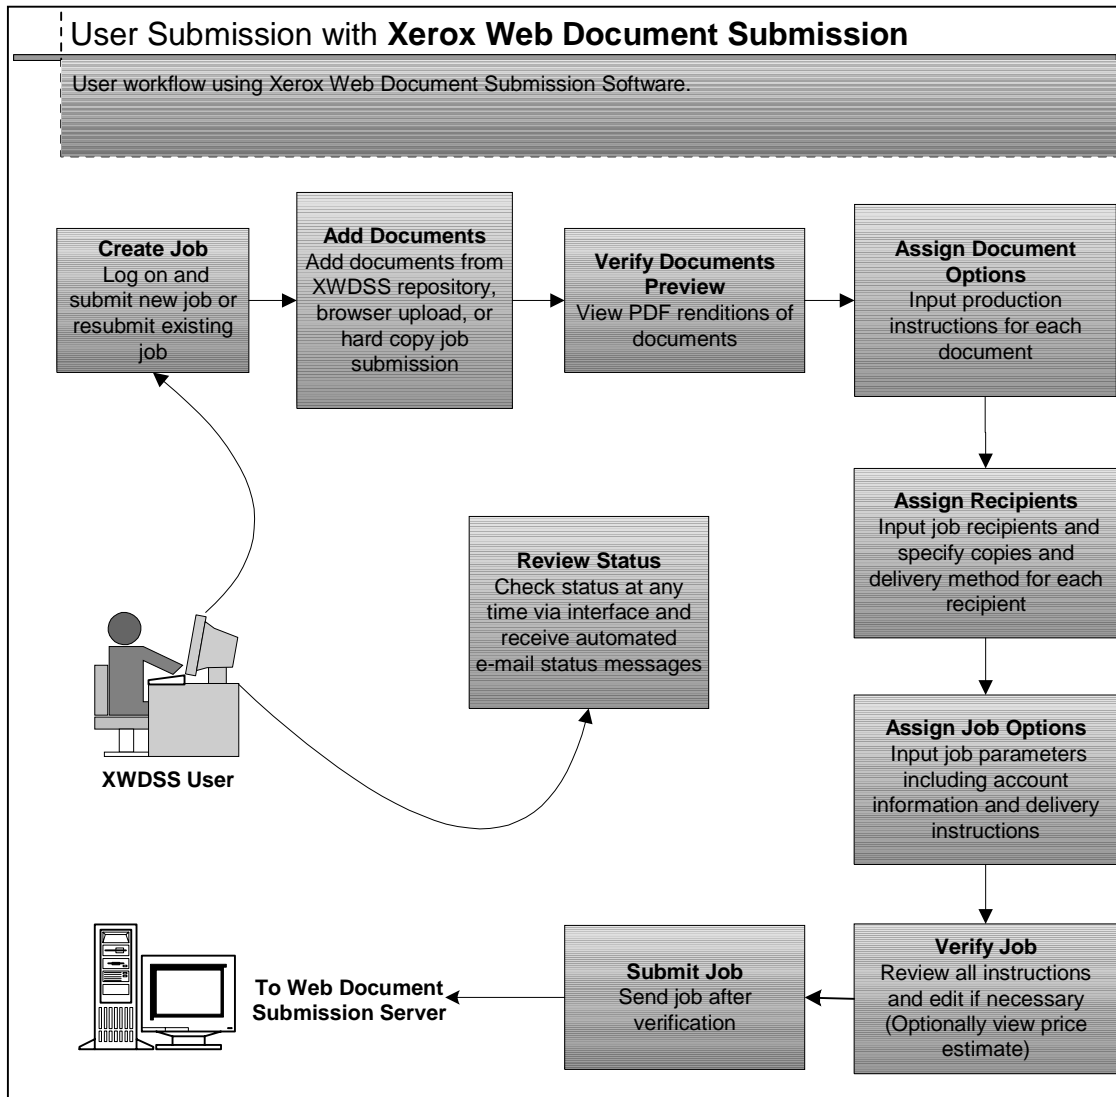 User Submission with Xerox Web Document Submission
User workflow using Xerox Web Document Submission Software.
Create Job
Log on and
submit new job or
resubmit existing
job
Add Documents
Add documents from
XWDSS repository,
browser upload, or
hard copy job
submission
Verify Documents
Preview
View PDF renditions of
documents
Assign Document
Options
Input production
instructions for each
document
Assign Recipients
Input job recipients and
specify copies and
delivery method for each
recipient
Review Status
Check status at any
time via interface and
receive automated
e-mail status messages
XWDSS User
Assign Job Options
Input job parameters
including account
information and delivery
instructions
Verify Job
Review all instructions
and edit if necessary
(Optionally view price
estimate)
Submit Job
Send job after
verification
To Web Document
Submission Server